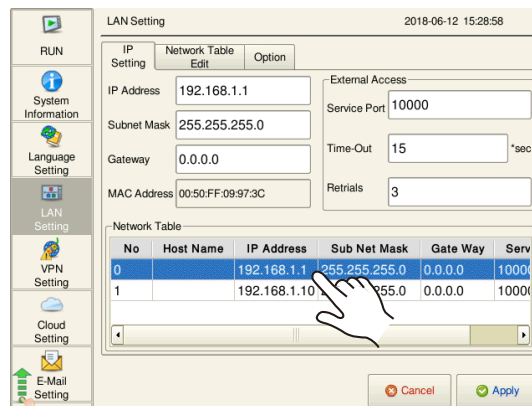 LAN Setting 2018-06-12 15:28:58
RUN
System
Information
Language
Setting
LAN
Setting
VPN
Setting
Cloud
Setting
E-Mail
Setting
IP
Setting
Network Table
Edit
Option
IP Address 192.168.1.1
Subnet Mask 255.255.255.0
Gateway 0.0.0.0
MAC Address 00:50:FF:09:97:3C
External Access
Service Port 10000
Time-Out 15 *sec
Retrials 3
Network Table
No Host Name IP Address Sub Net Mask Gate Way Serv
0 192.168.1.1 255.255.255.0 0.0.0.0 1000
1 192.168.1.10 55.0 0.0.0.0 1000
Cancel Apply